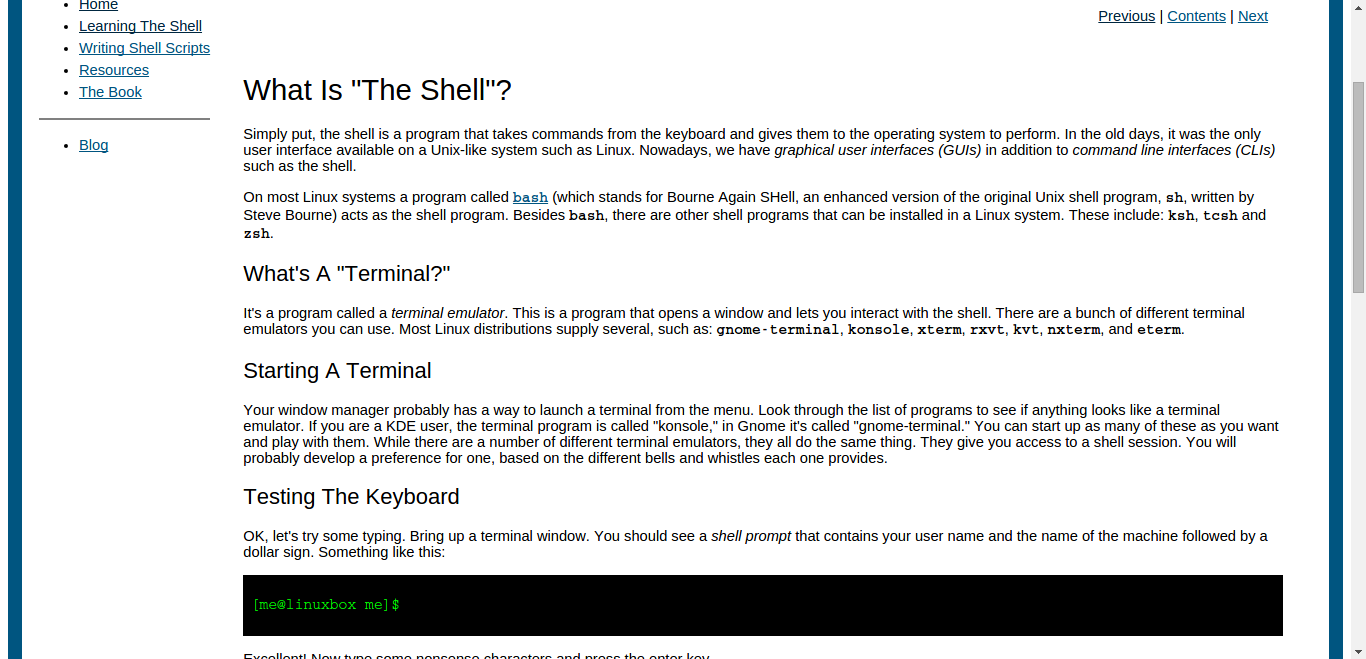 Home
Learning The Shell
Writing Shell Scripts
Resources
The Book
Blog
Previous | Contents | Next
What Is "The Shell"?
Simply put, the shell is a program that takes commands from the keyboard and gives them to the operating system to perform. In the old days, it was the only
user interface available on a Unix-like system such as Linux. Nowadays, we have graphical user interfaces (GUIs) in addition to command line interfaces (CLIs)
such as the shell.
On most Linux systems a program called bash (which stands for Bourne Again SHell, an enhanced version of the original Unix shell program, sh, written by
Steve Bourne) acts as the shell program. Besides bash, there are other shell programs that can be installed in a Linux system. These include: ksh, tcsh and
zsh.
What's A "Terminal?"
It's a program called a terminal emulator. This is a program that opens a window and lets you interact with the shell. There are a bunch of different terminal
emulators you can use. Most Linux distributions supply several, such as: gnome-terminal, konsole, xterm, rxvt, kvt, nxterm, and eterm.
Starting A Terminal
Your window manager probably has a way to launch a terminal from the menu. Look through the list of programs to see if anything looks like a terminal
emulator. If you are a KDE user, the terminal program is called "konsole," in Gnome it's called "gnome-terminal." You can start up as many of these as you want
and play with them. While there are a number of different terminal emulators, they all do the same thing. They give you access to a shell session. You will
probably develop a preference for one, based on the different bells and whistles each one provides.
Testing The Keyboard
OK, let's try some typing. Bring up a terminal window. You should see a shell prompt that contains your user name and the name of the machine followed by a
dollar sign. Something like this:
[me@linuxbox me]$
Excellent! Now type some nonsense characters and press the enter key.